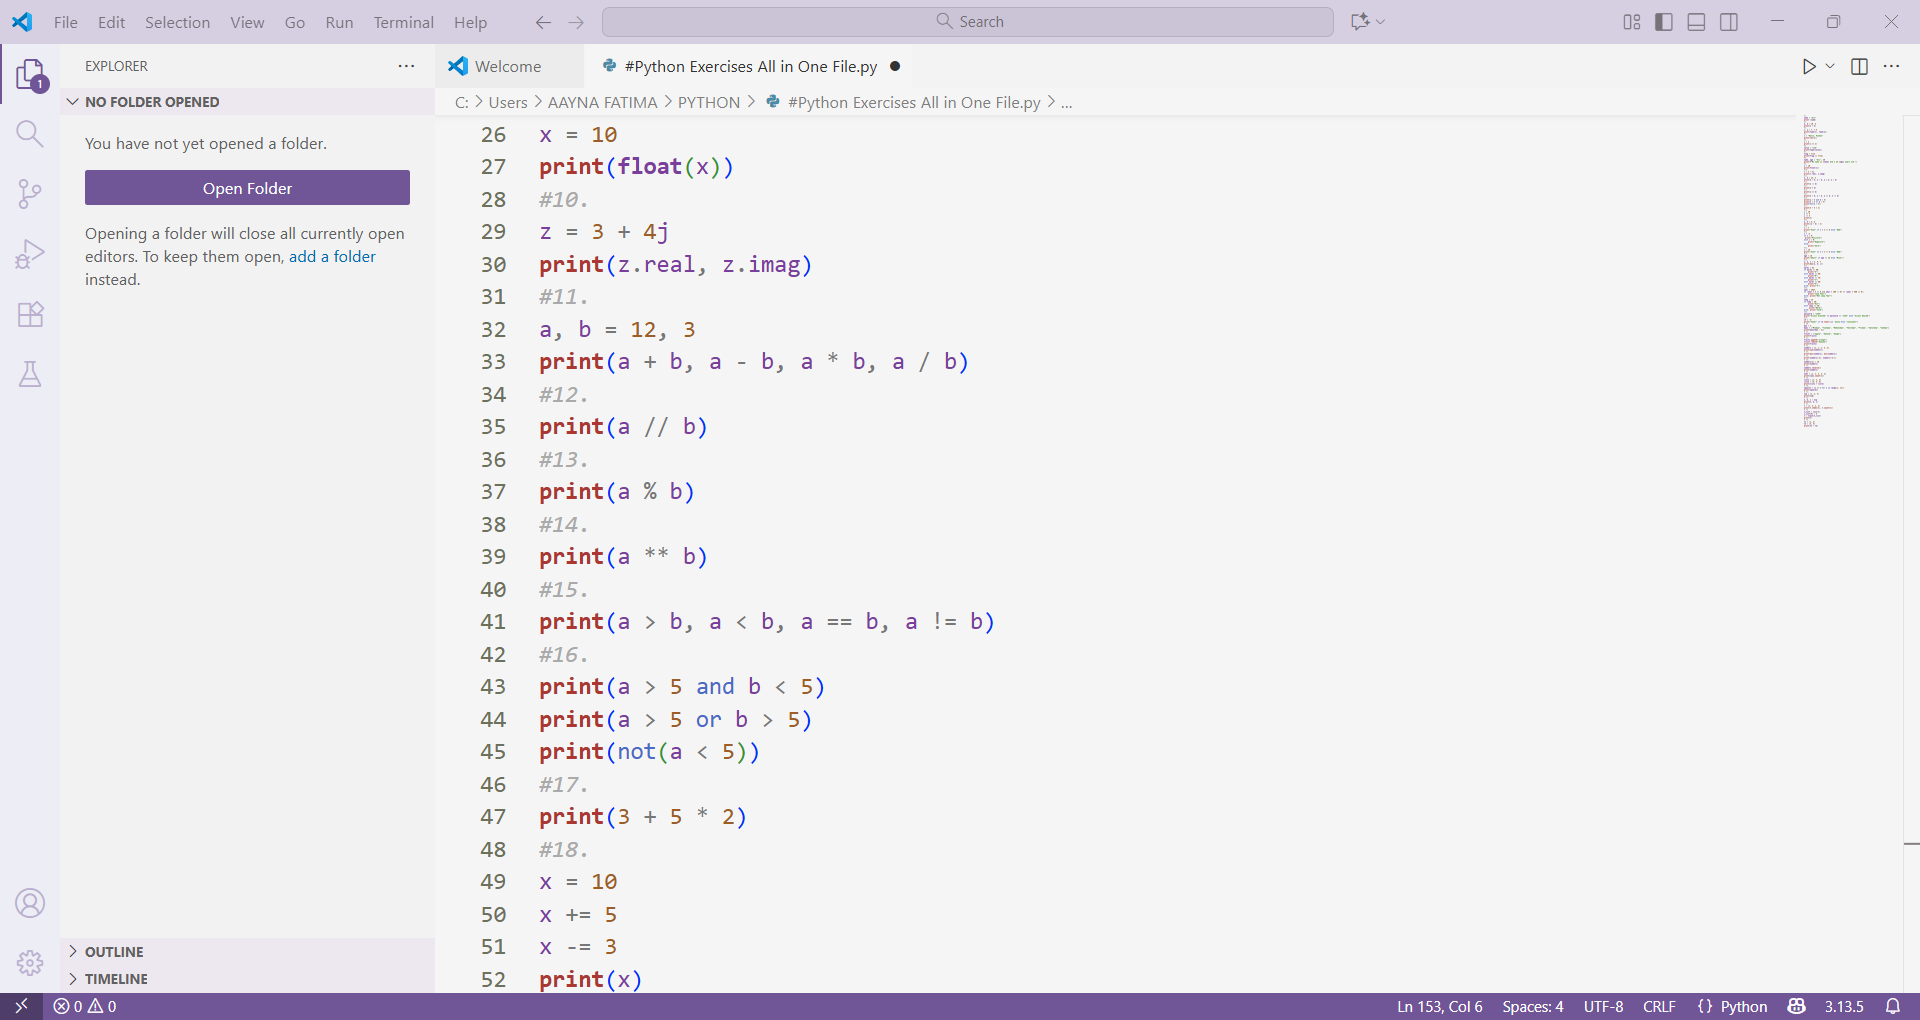 File Edit Selection View Go Run Terminal Help Search
EXPLORER
NO FOLDER OPENED
You have not yet opened a folder.
Open Folder
Opening a folder will close all currently open
editors. To keep them open, add a folder
instead.
OUTLINE
TIMELINE
1
Welcome #Python Exercises All in One File.py
C: > Users > AAYNA FATIMA > PYTHON > #Python Exercises All in One File.py > ...
26 x = 10
27 print(float(x))
28 #10.
29 z = 3 + 4j
30 print(z.real, z.imag)
31 #11.
32 a, b = 12, 3
33 print(a + b, a - b, a * b, a / b)
34 #12.
35 print(a // b)
36 #13.
37 print(a % b)
38 #14.
39 print(a ** b)
40 #15.
41 print(a > b, a < b, a == b, a != b)
42 #16.
43 print(a > 5 and b < 5)
44 print(a > 5 or b > 5)
45 print(not(a < 5))
46 #17.
47 print(3 + 5 * 2)
48 #18.
49 x = 10
50 x += 5
51 x -= 3
52 print(x)
0 0 Ln 153, Col 6 Spaces: 4 UTF-8 CRLF {} Python 3.13.5